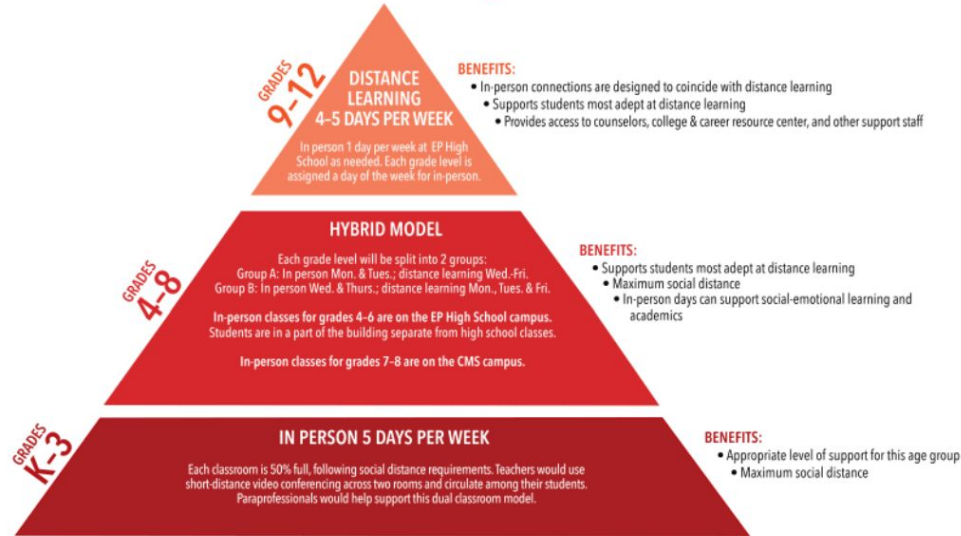 GRADES
9–12
DISTANCE
LEARNING
4–5 DAYS PER WEEK
In person 1 day per week at EP High
School as needed. Each grade level is
assigned a day of the week for in-person.
BENEFITS:
• In-person connections are designed to coincide with distance learning
• Supports students most adept at distance learning
• Provides access to counselors, college & career resource center, and other support staff
GRADES
4–8
HYBRID MODEL
Each grade level will be split into 2 groups:
Group A: In person Mon. & Tues.; distance learning Wed.-Fri.
Group B: In person Wed. & Thurs.; distance learning Mon., Tues. & Fri.
In-person classes for grades 4–6 are on the EP High School campus.
Students are in a part of the building separate from high school classes.
In-person classes for grades 7–8 are on the CMS campus.
BENEFITS:
• Supports students most adept at distance learning
• Maximum social distance
• In-person days can support social-emotional learning and
academics
GRADES
K–3
IN PERSON 5 DAYS PER WEEK
Each classroom is 50% full, following social distance requirements. Teachers would use
short-distance video conferencing across two rooms and circulate among their students.
Paraprofessionals would help support this dual classroom model.
BENEFITS:
• Appropriate level of support for this age group
• Maximum social distance